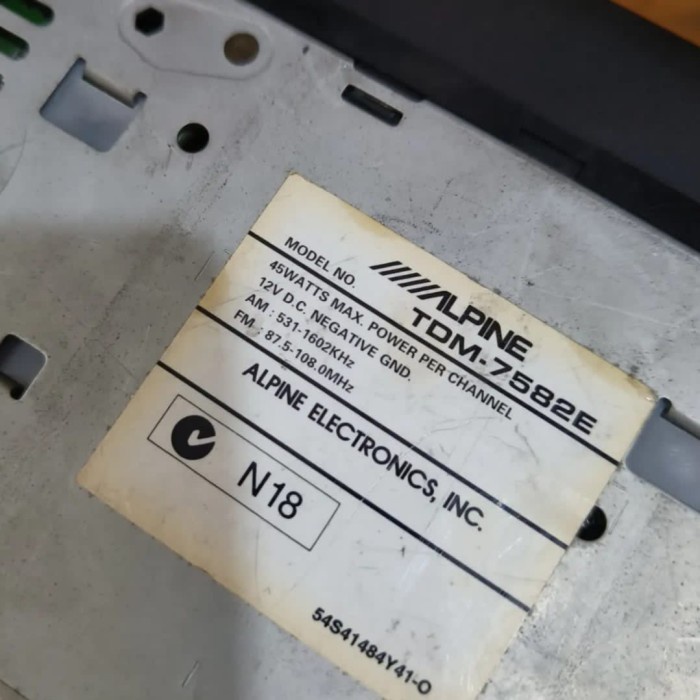 ALPINE
MODEL NO. TDM-7582E
45WATTS MAX. POWER PER CHANNEL
12V D.C. NEGATIVE GND.
AM : 531-1602KHz
FM : 87.5-108.0MHz
ALPINE ELECTRONICS, INC.
N18
54S41484Y41-O